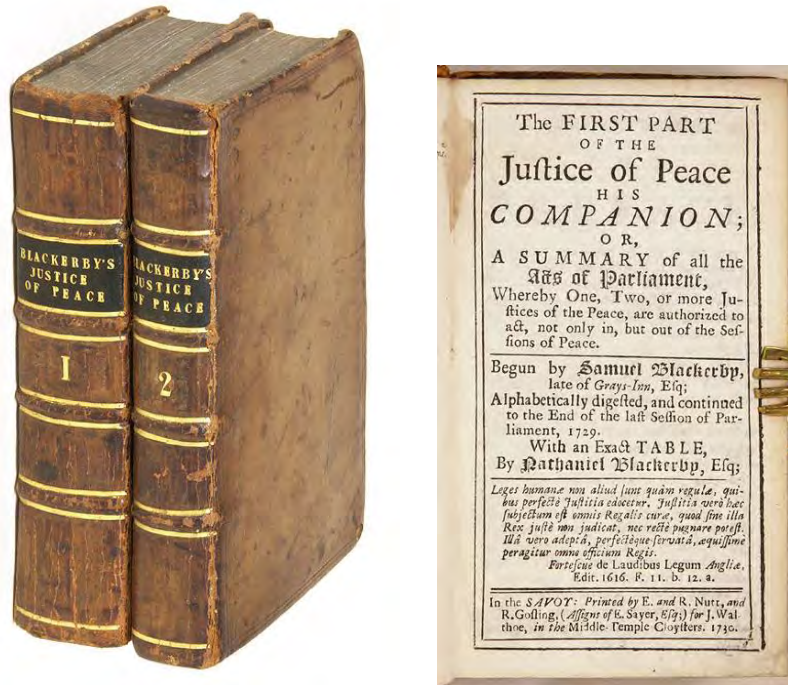 BLACKERBY'S
JUSTICE
OF PEACE
1
BLACKERBY'S
JUSTICE
OF PEACE
2
The FIRST PART
OF THE
Juſtice of Peace
HIS
COMPANION;
OR,
A SUMMARY of all the
Acts of Parliament,
Whereby One, Two, or more Ju-
ſtices of the Peace, are authorized to
act, not only in, but out of the Seſ-
ſions of Peace.
Begun by Samuel Blackerby,
late of Grays-Inn, Eſq;
Alphabetically digeſted, and continued
to the End of the laſt Seſſion of Par-
liament, 1729.
With an Exact TABLE,
By Nathaniel Blackerby, Eſq;
Leges humanæ non aliud ſunt quàm regulæ, qui-
bus perfectè Juſtitia edocetur. Juſtitia verò hæc
ſubjectum eſt omnis Regalis curæ, quod ſine illa
Rex juſtè non judicat, nec rectè pugnare poteſt.
Illâ vero adeptâ, perfectèque ſervatâ, æquiſſimè
peragitur omne officium Regis.
Forteſcue de Laudibus Legum Angliæ,
Edit. 1616. F. 11. b. 12. a.
In the SAVOY: Printed by E. and R. Nutt, and
R. Goſling, (Aſſigns of E. Sayer, Eſq;) for J. Wal-
thoe, in the Middle-Temple Cloyſters. 1730.